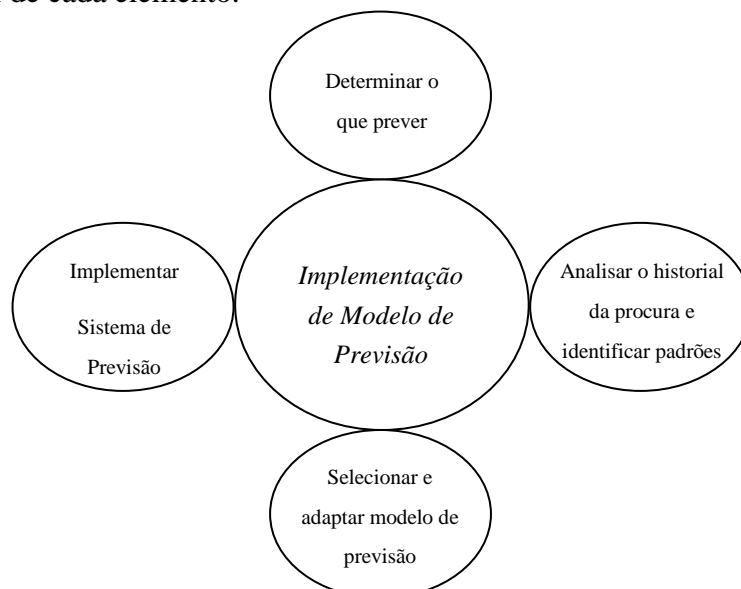 de cada elemento.
Determinar o
que prever
Implementar
Sistema de
Previsão
Implementação
de Modelo de
Previsão
Analisar o historial
da procura e
identificar padrões
Selecionar e
adaptar modelo de
previsão